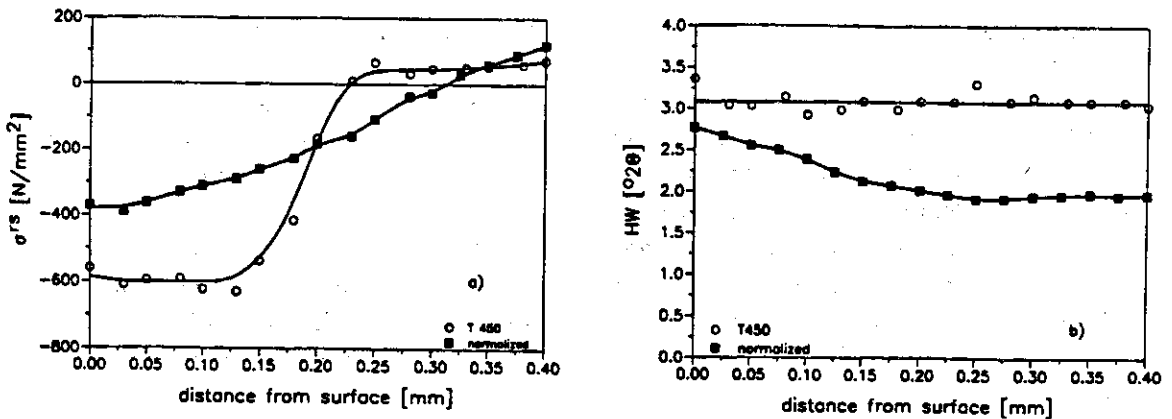 200
0
-200
-400
-600
-800
σʳˢ [N/mm²]
0.00 0.05 0.10 0.15 0.20 0.25 0.30 0.35 0.40
distance from surface [mm]
a)
T 450
normalized
4.0
3.5
3.0
2.5
2.0
1.5
1.0
0.5
0.0
HW [°2θ]
0.00 0.05 0.10 0.15 0.20 0.25 0.30 0.35 0.40
distance from surface [mm]
b)
T450
normalized